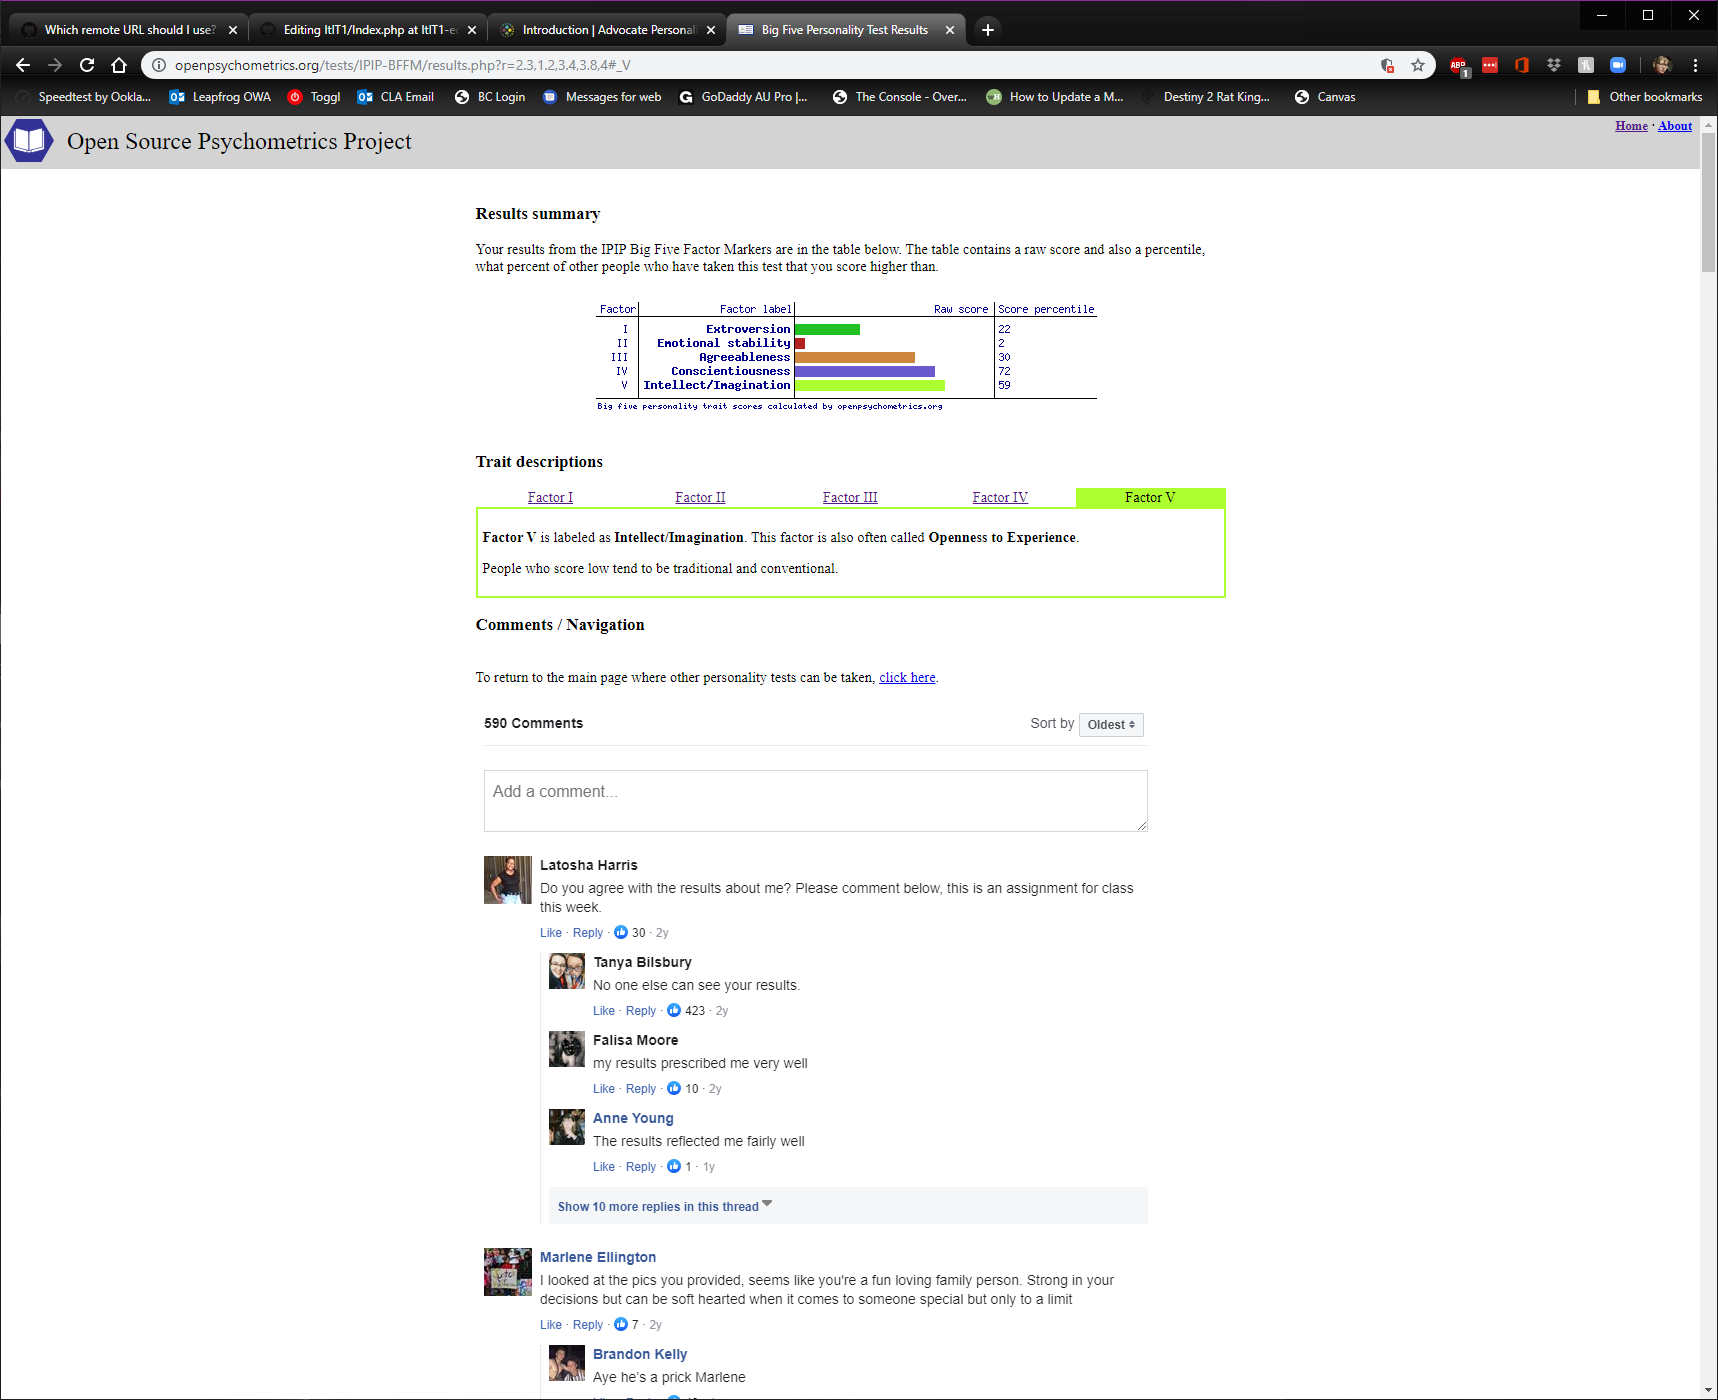 Which remote URL should I use?
Editing ItIT1/Index.php at ItIT1-ec
Introduction | Advocate Personali
Big Five Personality Test Results
openpsychometrics.org/tests/IPIP-BFFM/results.php?r=2.3,1.2,3.4,3.8,4#_V
ABP
1
Speedtest by Ookla...
Leapfrog OWA
Toggl
CLA Email
BC Login
Messages for web
GoDaddy AU Pro |...
The Console - Over...
How to Update a M...
Destiny 2 Rat King...
Canvas
Other bookmarks
Open Source Psychometrics Project
Home · About
Results summary
Your results from the IPIP Big Five Factor Markers are in the table below. The table contains a raw score and also a percentile,
what percent of other people who have taken this test that you score higher than.
Factor Factor label Raw score Score percentile
I Extroversion 22
II Emotional stability 2
III Agreeableness 30
IV Conscientiousness 72
V Intellect/Imagination 59
Big five personality trait scores calculated by openpsychometrics.org
Trait descriptions
Factor I Factor II Factor III Factor IV Factor V
Factor V is labeled as Intellect/Imagination. This factor is also often called Openness to Experience.
People who score low tend to be traditional and conventional.
Comments / Navigation
To return to the main page where other personality tests can be taken, click here.
590 Comments
Sort by Oldest
Add a comment...
Latosha Harris
Do you agree with the results about me? Please comment below, this is an assignment for class
this week.
Like · Reply · 30 · 2y
Tanya Bilsbury
No one else can see your results.
Like · Reply · 423 · 2y
Falisa Moore
my results prescribed me very well
Like · Reply · 10 · 2y
Anne Young
The results reflected me fairly well
Like · Reply · 1 · 1y
Show 10 more replies in this thread
Marlene Ellington
I looked at the pics you provided, seems like you're a fun loving family person. Strong in your
decisions but can be soft hearted when it comes to someone special but only to a limit
Like · Reply · 7 · 2y
Brandon Kelly
Aye he's a prick Marlene